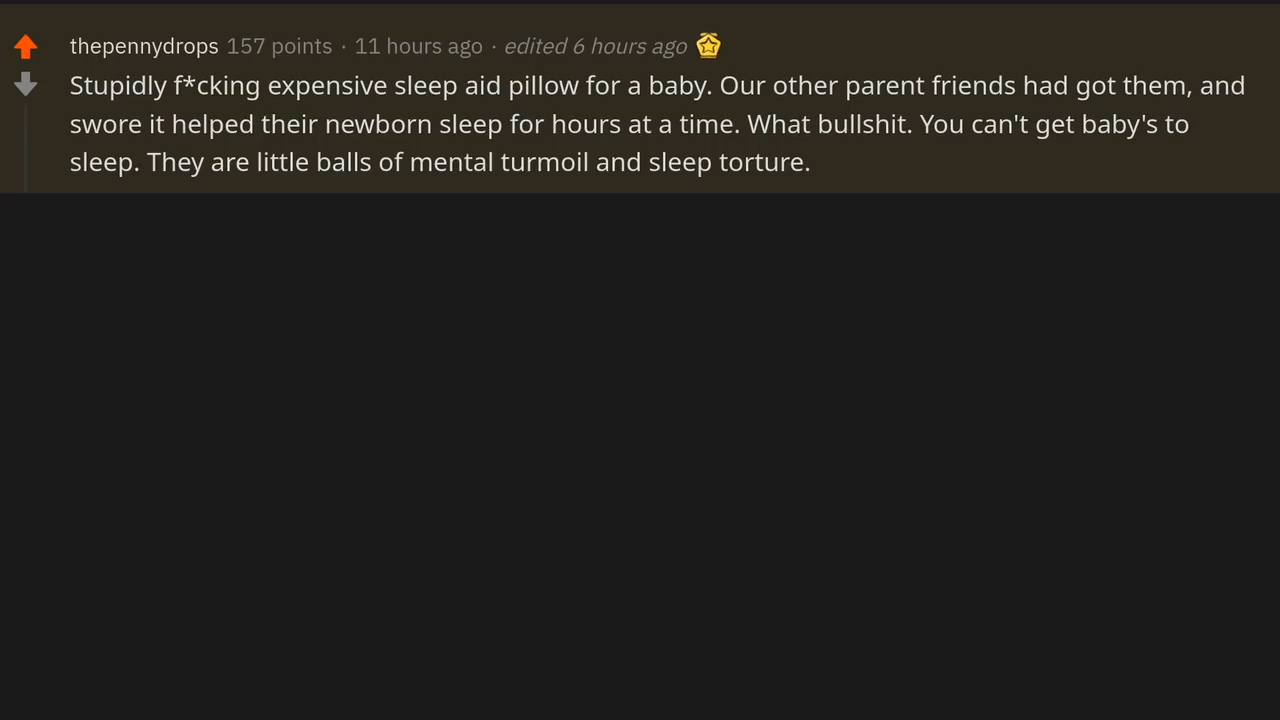 thepennydrops 157 points · 11 hours ago · edited 6 hours ago
Stupidly f*cking expensive sleep aid pillow for a baby. Our other parent friends had got them, and
swore it helped their newborn sleep for hours at a time. What bullshit. You can't get baby's to
sleep. They are little balls of mental turmoil and sleep torture.